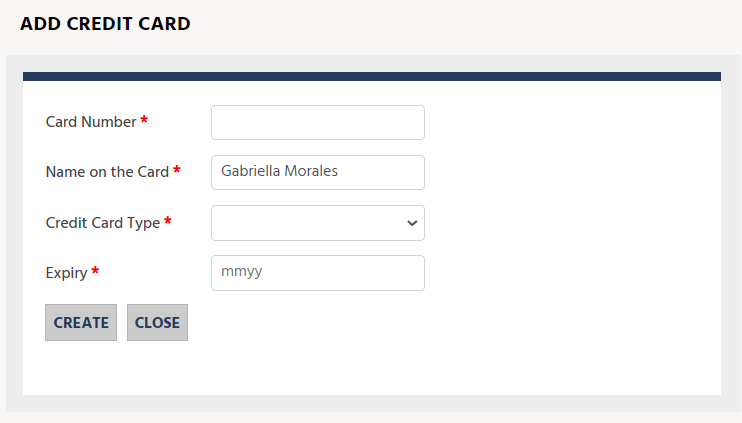 ADD CREDIT CARD
Card Number *
Name on the Card * Gabriella Morales
Credit Card Type *
Expiry * mmyy
CREATE CLOSE